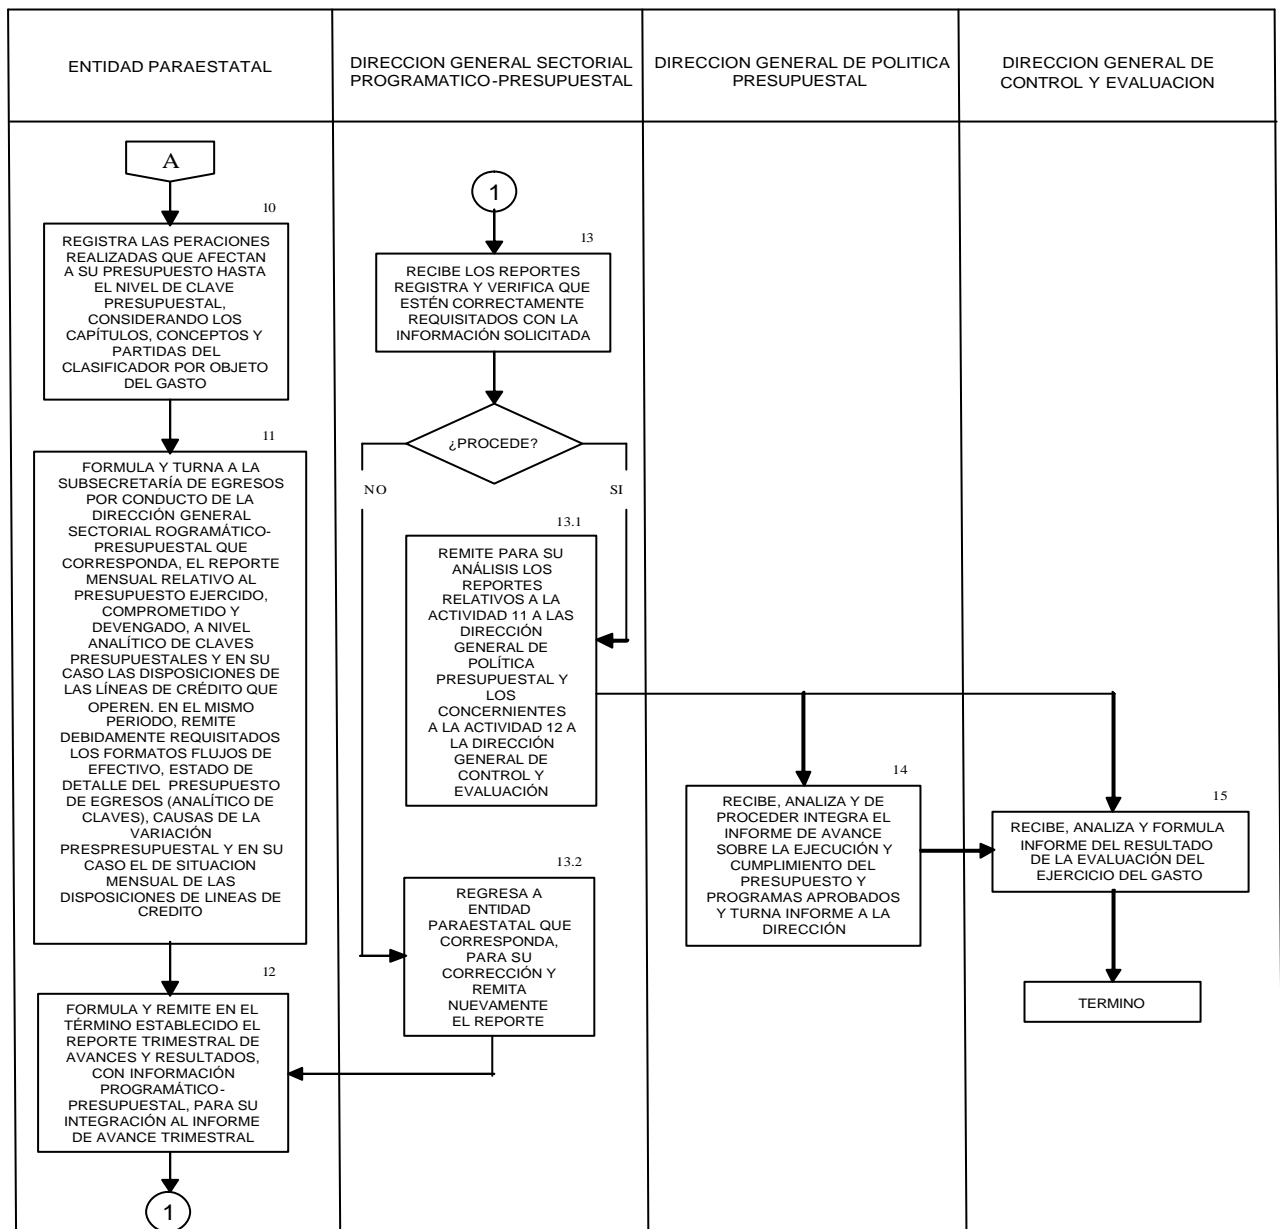 ENTIDAD PARAESTATAL
DIRECCION GENERAL SECTORIAL
PROGRAMATICO-PRESUPUESTAL
DIRECCION GENERAL DE POLITICA
PRESUPUESTAL
DIRECCION GENERAL DE
CONTROL Y EVALUACION
A
10
REGISTRA LAS PERACIONES
REALIZADAS QUE AFECTAN
A SU PRESUPUESTO HASTA
EL NIVEL DE CLAVE
PRESUPUESTAL,
CONSIDERANDO LOS
CAPÍTULOS, CONCEPTOS Y
PARTIDAS DEL
CLASIFICADOR POR OBJETO
DEL GASTO
11
FORMULA Y TURNA A LA
SUBSECRETARÍA DE EGRESOS
POR CONDUCTO DE LA
DIRECCIÓN GENERAL
SECTORIAL ROGRAMÁTICO-
PRESUPUESTAL QUE
CORRESPONDA, EL REPORTE
MENSUAL RELATIVO AL
PRESUPUESTO EJERCIDO,
COMPROMETIDO Y
DEVENGADO, A NIVEL
ANALÍTICO DE CLAVES
PRESUPUESTALES Y EN SU
CASO LAS DISPOSICIONES DE
LAS LÍNEAS DE CRÉDITO QUE
OPEREN. EN EL MISMO
PERIODO, REMITE
DEBIDAMENTE REQUISITADOS
LOS FORMATOS FLUJOS DE
EFECTIVO, ESTADO DE
DETALLE DEL PRESUPUESTO
DE EGRESOS (ANALÍTICO DE
CLAVES), CAUSAS DE LA
VARIACIÓN
PRESPRESUPUESTAL Y EN SU
CASO EL DE SITUACION
MENSUAL DE LAS
DISPOSICIONES DE LINEAS DE
CREDITO
12
FORMULA Y REMITE EN EL
TÉRMINO ESTABLECIDO EL
REPORTE TRIMESTRAL DE
AVANCES Y RESULTADOS,
CON INFORMACIÓN
PROGRAMÁTICO-
PRESUPUESTAL, PARA SU
INTEGRACIÓN AL INFORME
DE AVANCE TRIMESTRAL
1
1
13
RECIBE LOS REPORTES
REGISTRA Y VERIFICA QUE
ESTÉN CORRECTAMENTE
REQUISITADOS CON LA
INFORMACIÓN SOLICITADA
¿PROCEDE?
NO
SI
13.1
REMITE PARA SU
ANÁLISIS LOS
REPORTES
RELATIVOS A LA
ACTIVIDAD 11 A LAS
DIRECCIÓN
GENERAL DE
POLÍTICA
PRESUPUESTAL Y
LOS
CONCERNIENTES
A LA ACTIVIDAD 12 A
LA DIRECCIÓN
GENERAL DE
CONTROL Y
EVALUACIÓN
13.2
REGRESA A
ENTIDAD
PARAESTATAL QUE
CORRESPONDA,
PARA SU
CORRECCIÓN Y
REMITA
NUEVAMENTE
EL REPORTE
14
RECIBE, ANALIZA Y DE
PROCEDER INTEGRA EL
INFORME DE AVANCE
SOBRE LA EJECUCIÓN Y
CUMPLIMIENTO DEL
PRESUPUESTO Y
PROGRAMAS APROBADOS
Y TURNA INFORME A LA
DIRECCIÓN
15
RECIBE, ANALIZA Y FORMULA
INFORME DEL RESULTADO
DE LA EVALUACIÓN DEL
EJERCICIO DEL GASTO
TERMINO